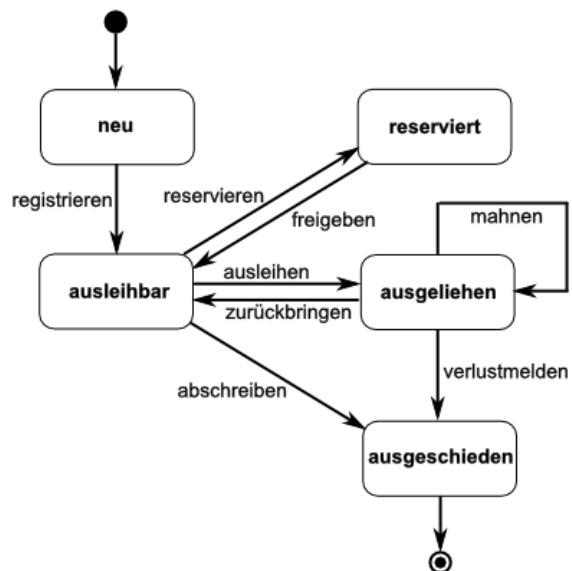 neu
reserviert
registrieren
reservieren
freigeben
mahnen
ausleihbar
ausleihen
zurückbringen
ausgeliehen
abschreiben
verlustmelden
ausgeschieden